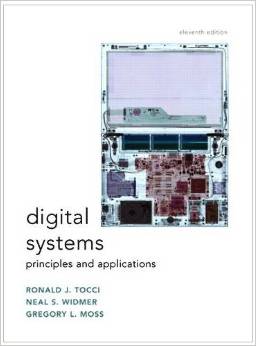 eleventh edition
digital
systems
principles and applications
RONALD J. TOCCI
NEAL S. WIDMER
GREGORY L. MOSS